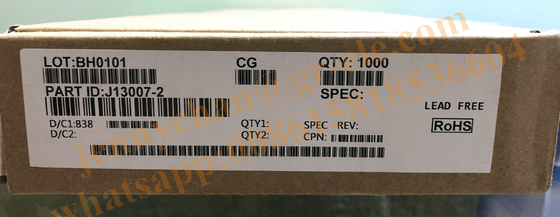 LOT:BH0101 CG QTY: 1000
PART ID:J13007-2 SPEC:
LEAD FREE
D/C1:B38 QTY1: SPEC REV: RoHS
D/C2: QTY2: CPN: